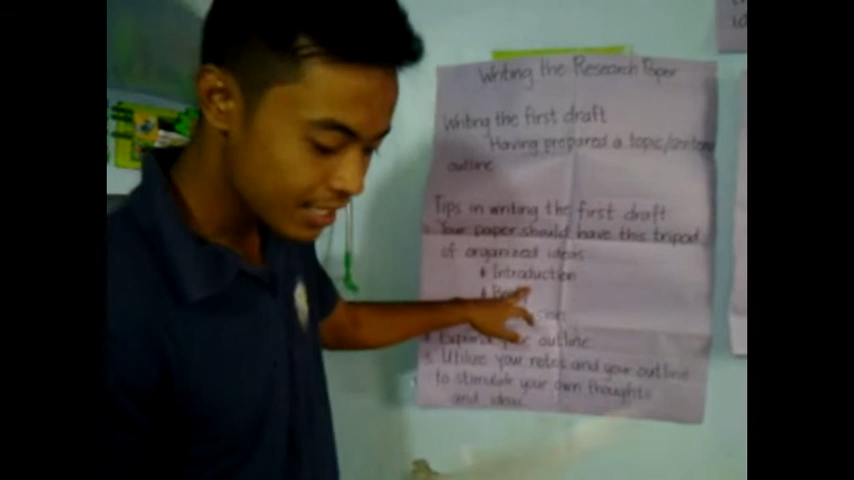 Writing the Research Paper
Writing the first draft
Having prepared a topic/
outline
Tips in writing the first draft
Your paper should have this tripod
of organized ideas
Introduction
outline
3. Utilize your notes and your outline
to stimulate your own thoughts
and ideas